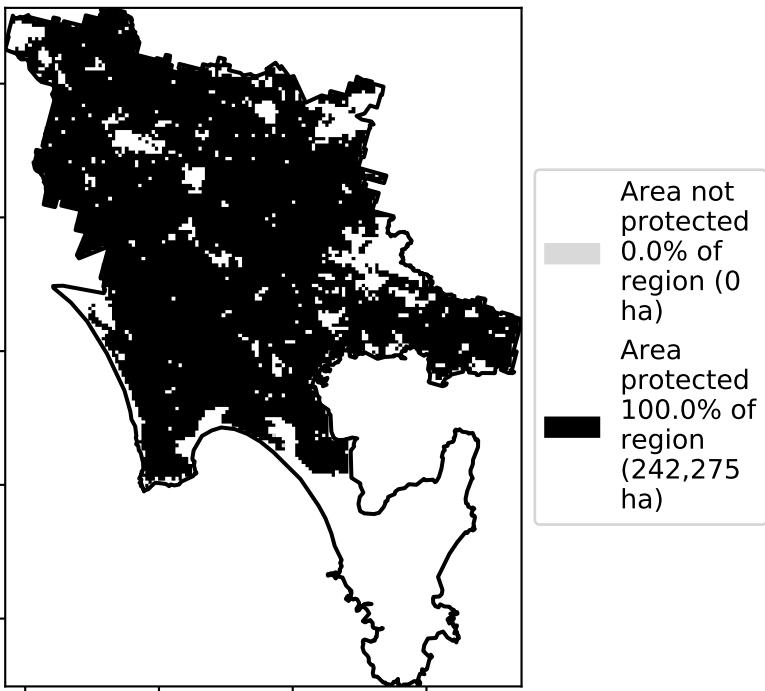 Area not
protected
0.0% of
region (0
ha)
Area
protected
100.0% of
region
(242,275
ha)